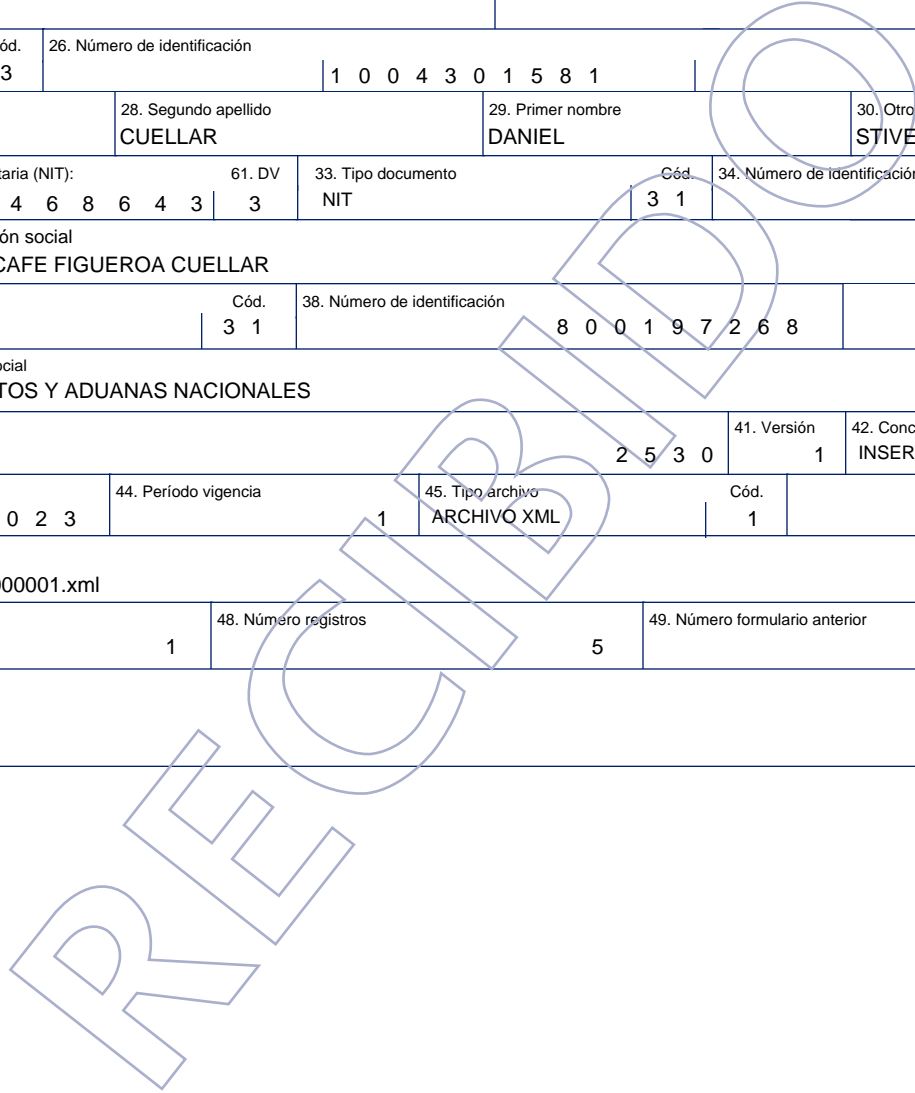 ód. 26. Número de identificación
3 1 0 0 4 3 0 1 5 8 1
28. Segundo apellido 29. Primer nombre 30. Otro
CUELLAR DANIEL STIVE
taria (NIT): 61. DV 33. Tipo documento Cód. 34. Número de identificación
4 6 8 6 4 3 3 NIT 3 1
ón social
CAFE FIGUEROA CUELLAR
Cód. 38. Número de identificación
3 1 8 0 0 1 9 7 2 6 8
ocial
TOS Y ADUANAS NACIONALES
41. Versión 42. Conc
2 5 3 0 1 INSER
44. Período vigencia 45. Tipo archivo Cód.
0 2 3 1 ARCHIVO XML 1
000001.xml
48. Número registros 49. Número formulario anterior
1 5
RECIBIDO